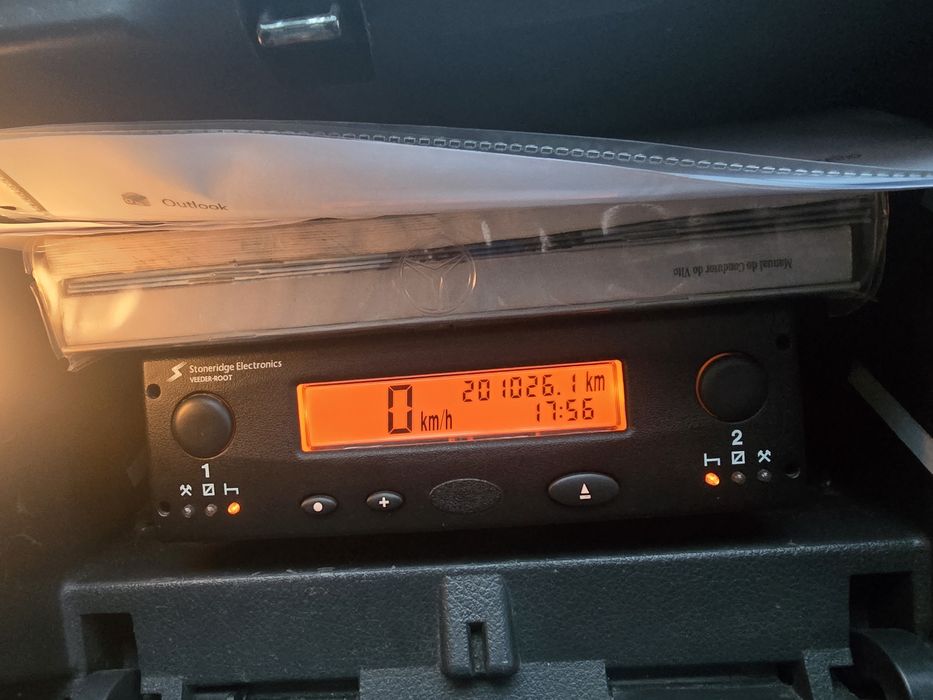 Outlook
Manual do Condutor do Vito
Stoneridge Electronics
VEEDER-ROOT
201026.1 km
0 km/h
17:56
1
2